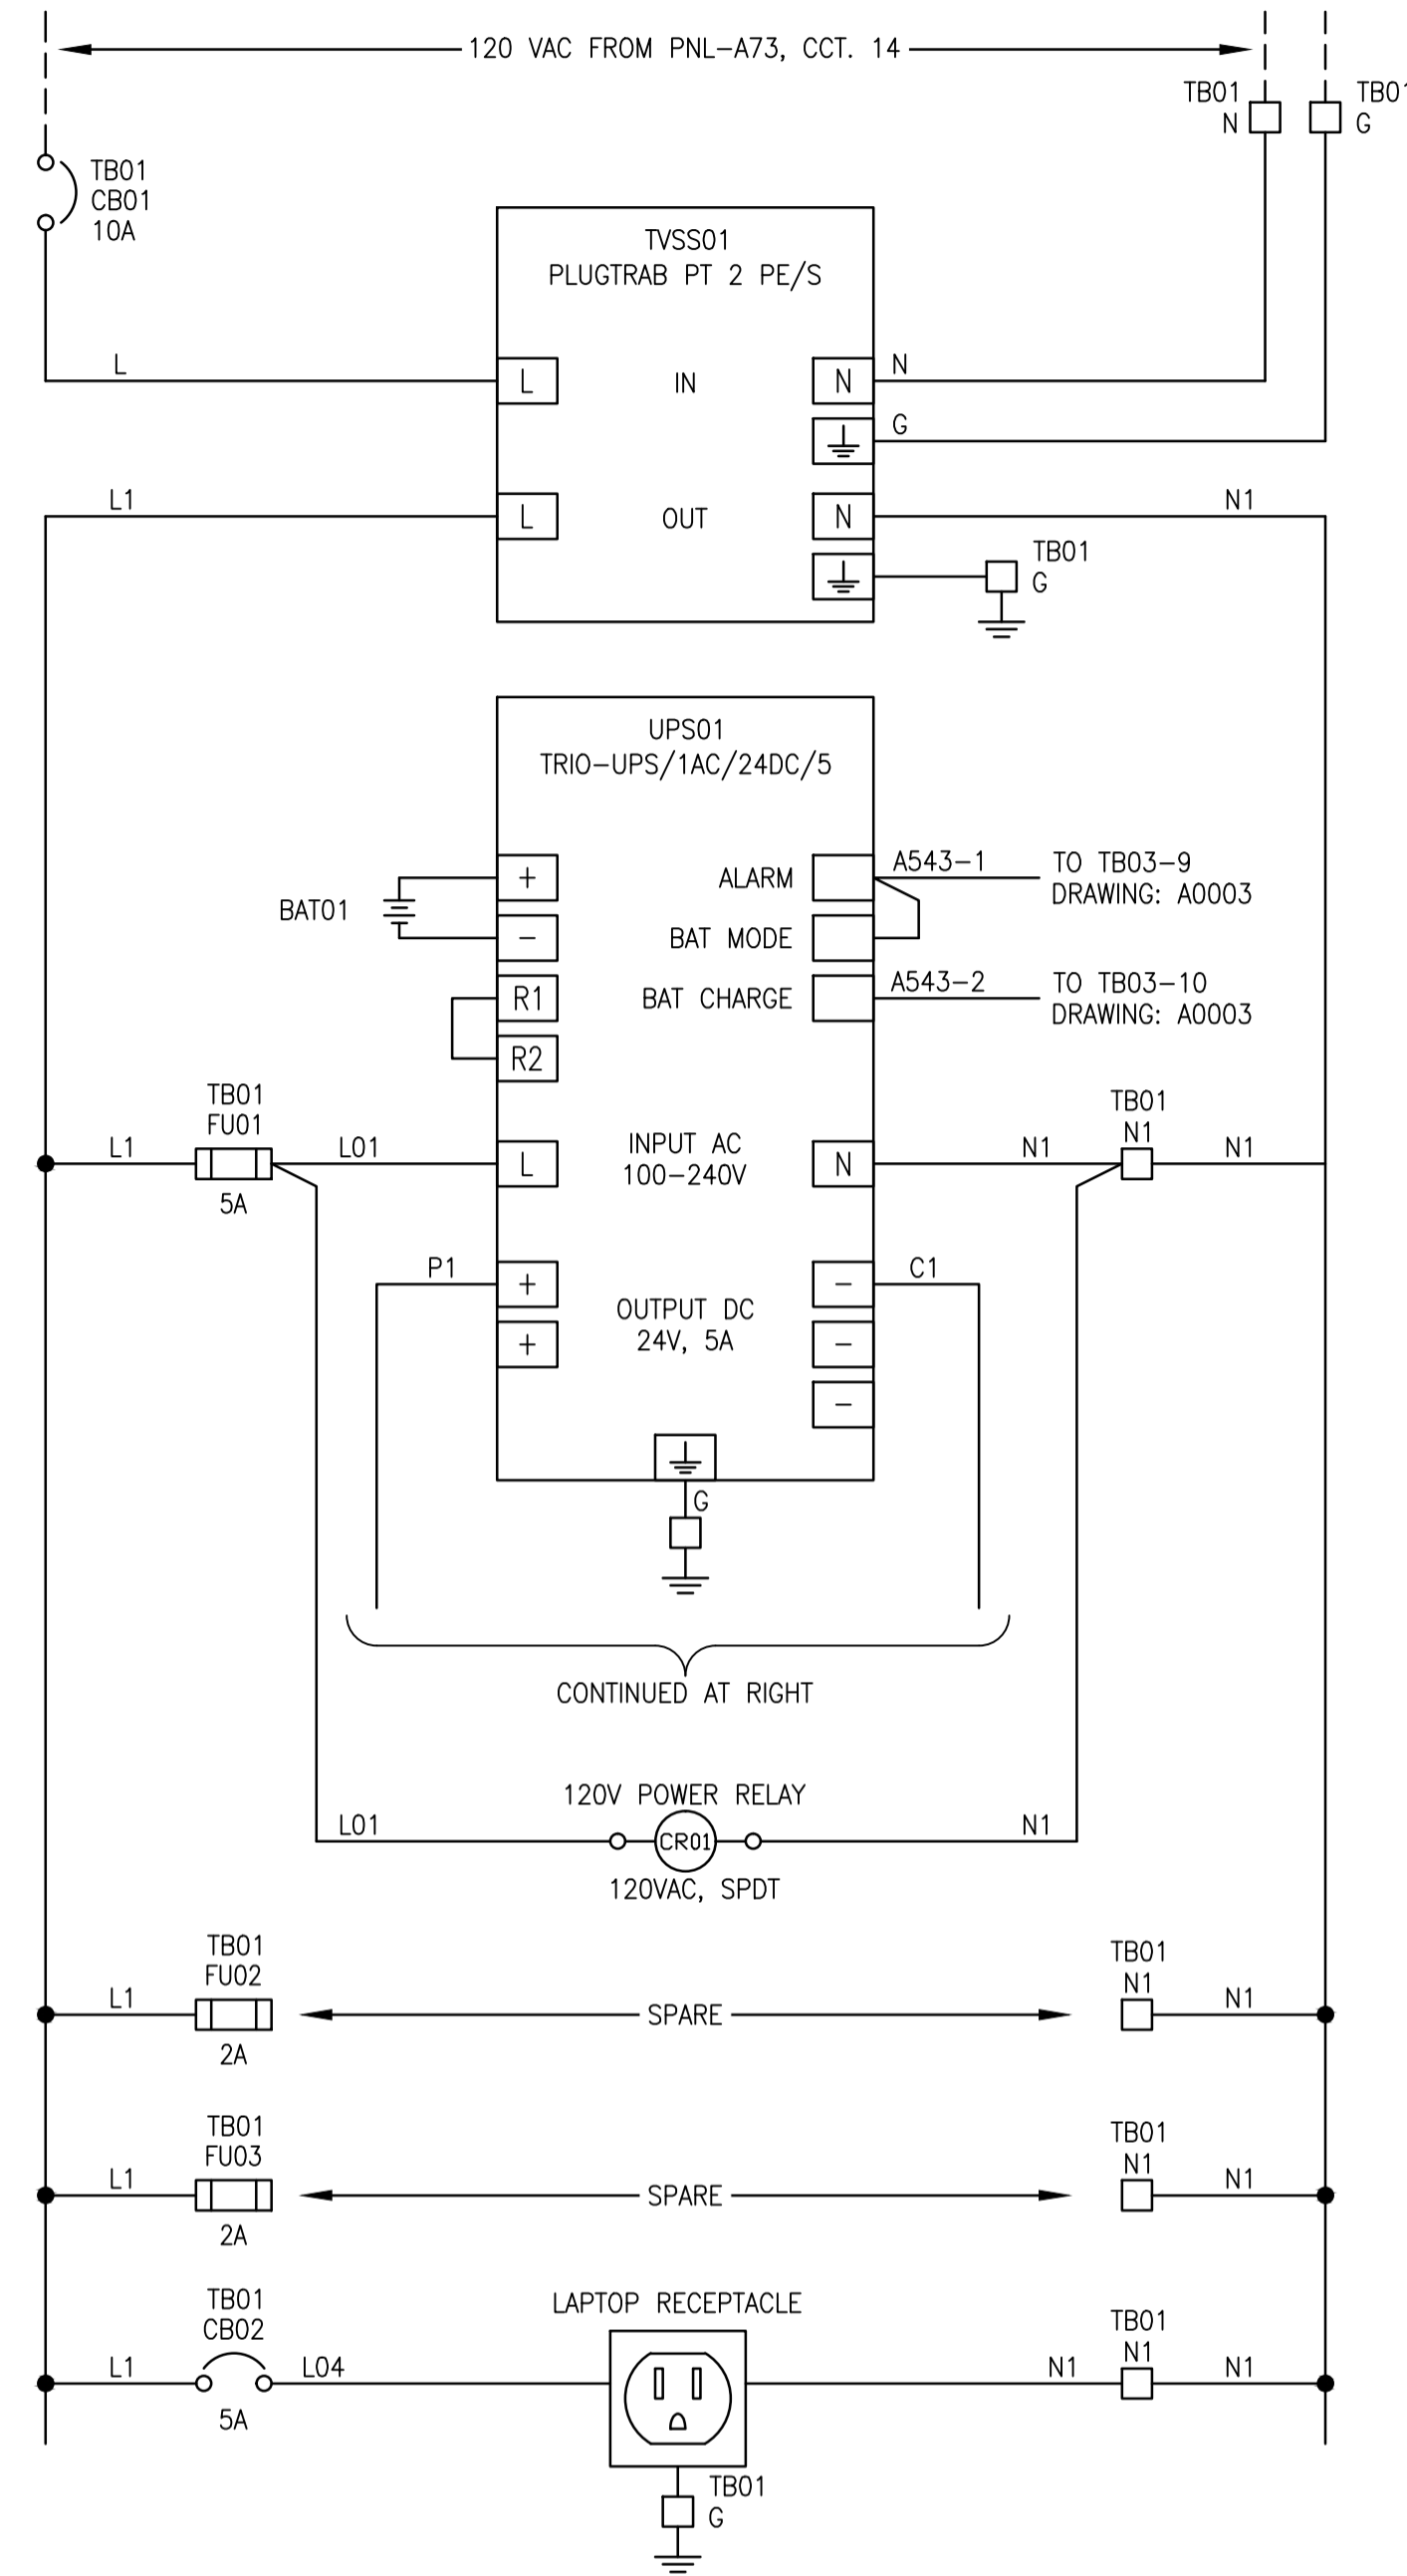 120 VAC FROM PNL-A73, CCT. 14
TB01
N
TB01
G
TB01
CB01
10A
TVSS01
PLUGTRAB PT 2 PE/S
L
L
IN
N
N
G
L1
L
OUT
N
N1
TB01
G
UPS01
TRIO-UPS/1AC/24DC/5
BAT01
+
-
R1
R2
ALARM
BAT MODE
BAT CHARGE
A543-1
TO TB03-9
DRAWING: A0003
A543-2
TO TB03-10
DRAWING: A0003
L1
TB01
FU01
5A
L01
L
INPUT AC
100-240V
N
N1
TB01
N1
N1
P1
+
+
OUTPUT DC
24V, 5A
-
-
-
C1
G
CONTINUED AT RIGHT
120V POWER RELAY
L01
CR01
N1
120VAC, SPDT
TB01
FU02
L1
2A
SPARE
TB01
N1
N1
TB01
FU03
L1
2A
SPARE
TB01
N1
N1
TB01
CB02
L1
5A
L04
LAPTOP RECEPTACLE
N1
TB01
N1
N1
TB01
G